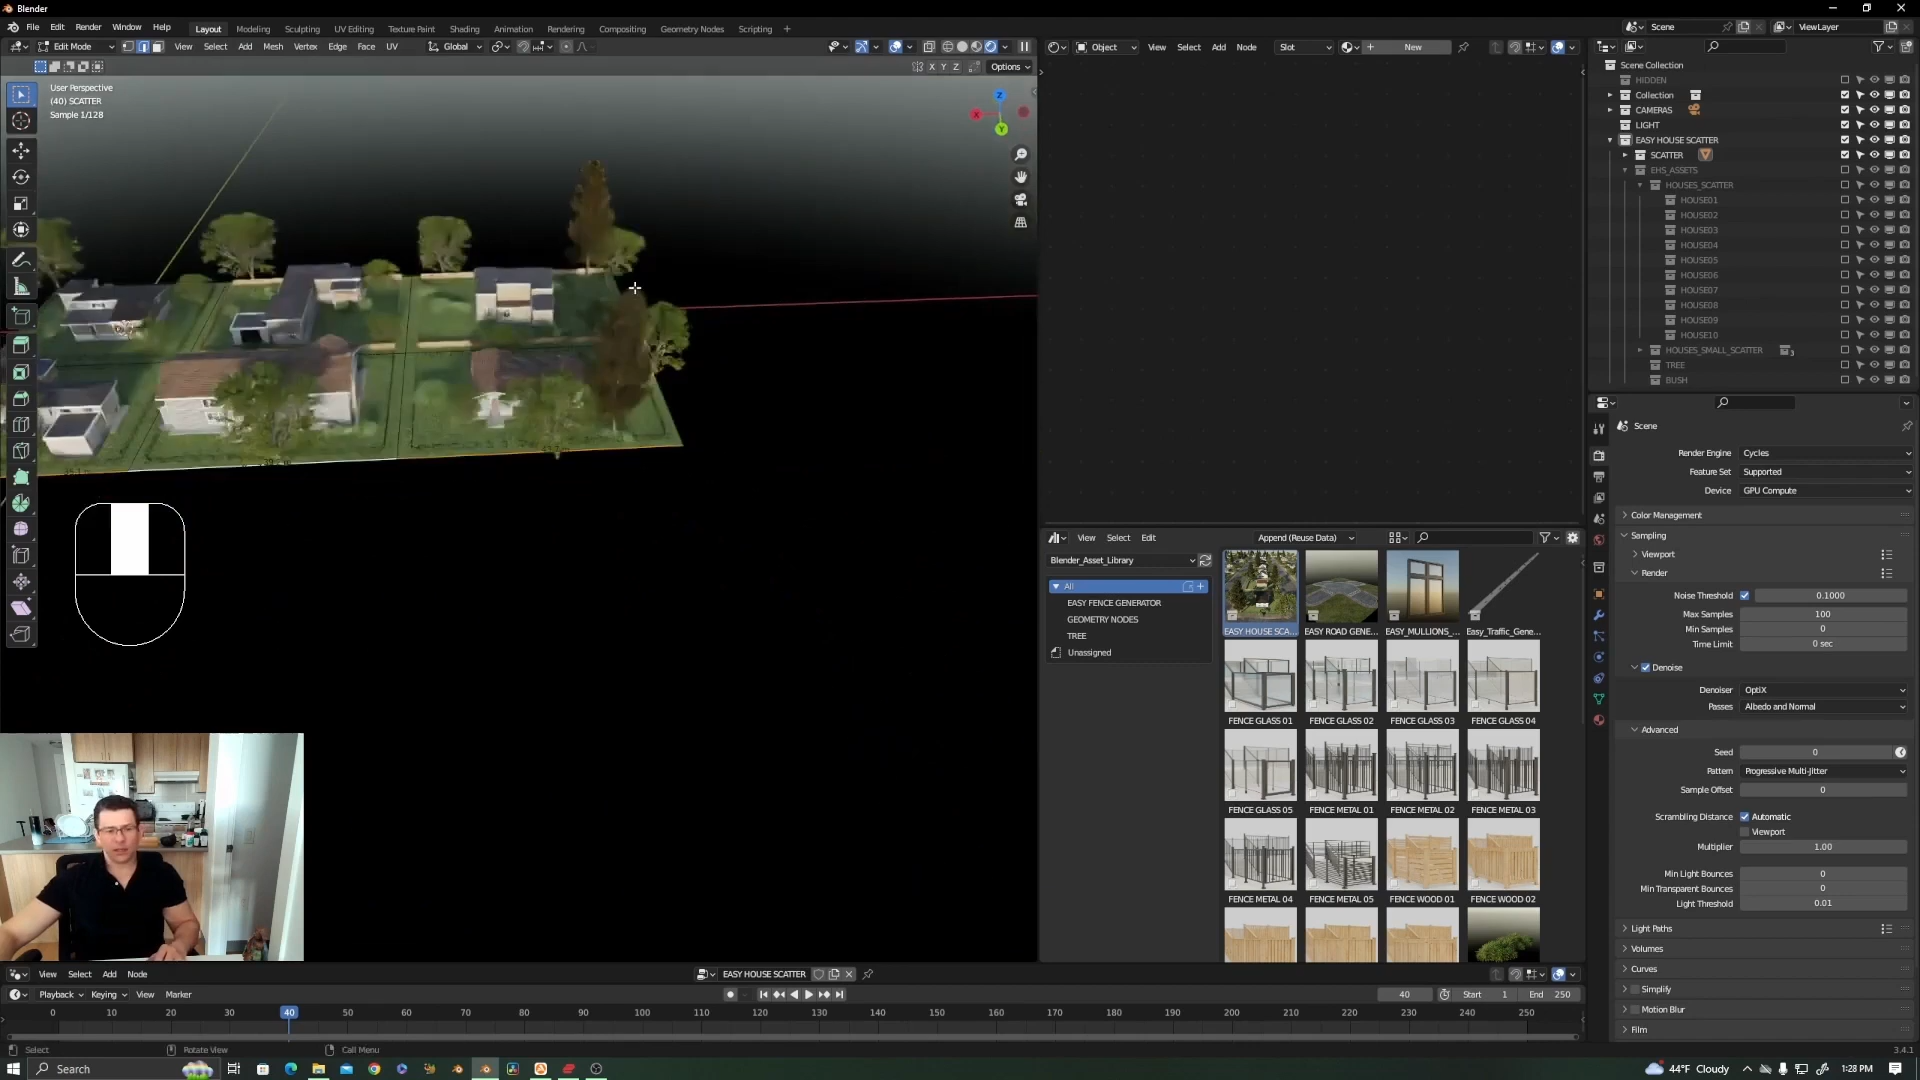 Blender
File Edit Render Window Help Layout Modeling Sculpting UV Editing Texture Paint Shading Animation Rendering Compositing Geometry Nodes Scripting +
Scene ViewLayer
Edit Mode View Select Add Mesh Vertex Edge Face UV Global
X Y Z Options
User Perspective
(40) SCATTER
Sample 1/128
Z
X
Y
Object View Select Add Node Slot New
Scene Collection
HIDDEN
Collection
CAMERAS
LIGHT
EASY HOUSE SCATTER
SCATTER
EHS_ASSETS
HOUSES_SCATTER
HOUSE01
HOUSE02
HOUSE03
HOUSE04
HOUSE05
HOUSE06
HOUSE07
HOUSE08
HOUSE09
HOUSE10
HOUSES_SMALL_SCATTER 3
TREE
BUSH
Scene
Render Engine Cycles
Feature Set Supported
Device GPU Compute
Color Management
Sampling
Viewport
Render
Noise Threshold 0.1000
Max Samples 100
Min Samples 0
Time Limit 0 sec
Denoise
Denoiser OptiX
Passes Albedo and Normal
Advanced
Seed 0
Pattern Progressive Multi-Jitter
Sample Offset 0
Scrambling Distance Automatic
Viewport
Multiplier 1.00
Min Light Bounces 0
Min Transparent Bounces 0
Light Threshold 0.01
Light Paths
Volumes
Curves
Simplify
Motion Blur
Film
View Select Edit Append (Reuse Data)
Blender_Asset_Library
All
EASY FENCE GENERATOR
GEOMETRY NODES
TREE
Unassigned
EASY HOUSE SCA... EASY ROAD GENE... EASY_MULLIONS_... Easy_Traffic_Gene...
FENCE GLASS 01 FENCE GLASS 02 FENCE GLASS 03 FENCE GLASS 04
FENCE GLASS 05 FENCE METAL 01 FENCE METAL 02 FENCE METAL 03
FENCE METAL 04 FENCE METAL 05 FENCE WOOD 01 FENCE WOOD 02
View Select Add Node EASY HOUSE SCATTER
Playback Keying View Marker 40 Start 1 End 250
0 10 20 30 40 50 60 70 80 90 100 110 120 130 140 150 160 170 180 190 200 210 220 230 240 250
Select Rotate View Call Menu 3.4.1
Search 44°F Cloudy 1:28 PM